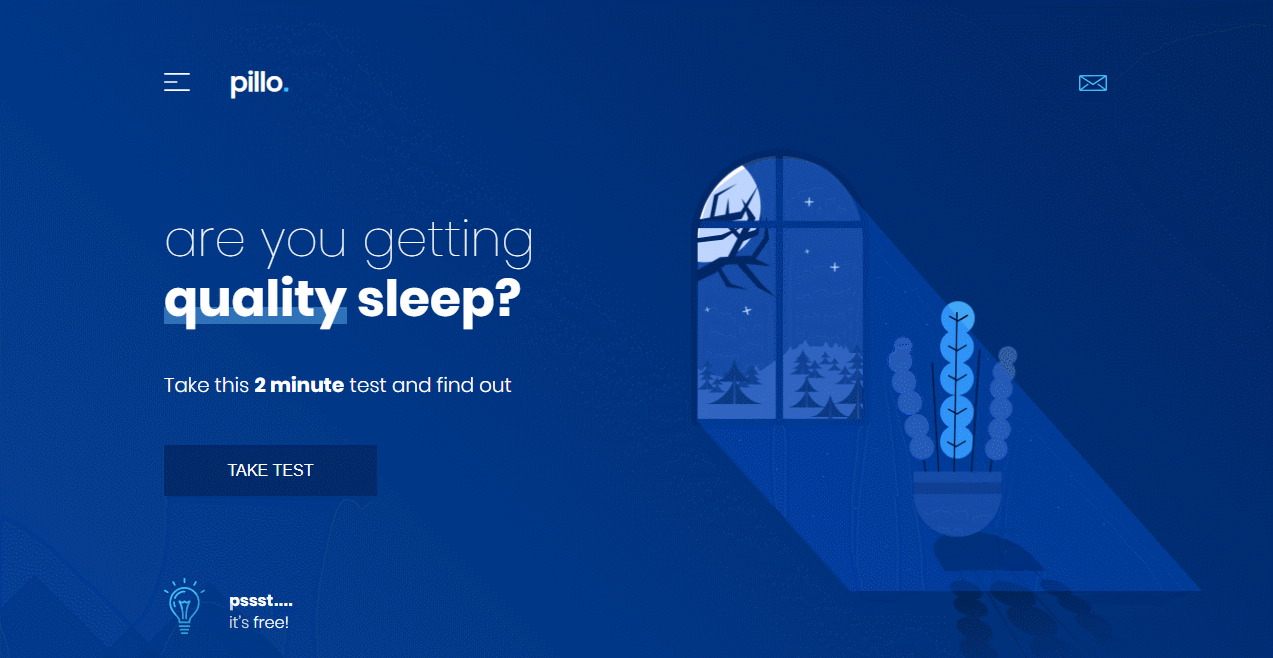 pillo.
are you getting
quality sleep?
Take this 2 minute test and find out
TAKE TEST
pssst....
it's free!